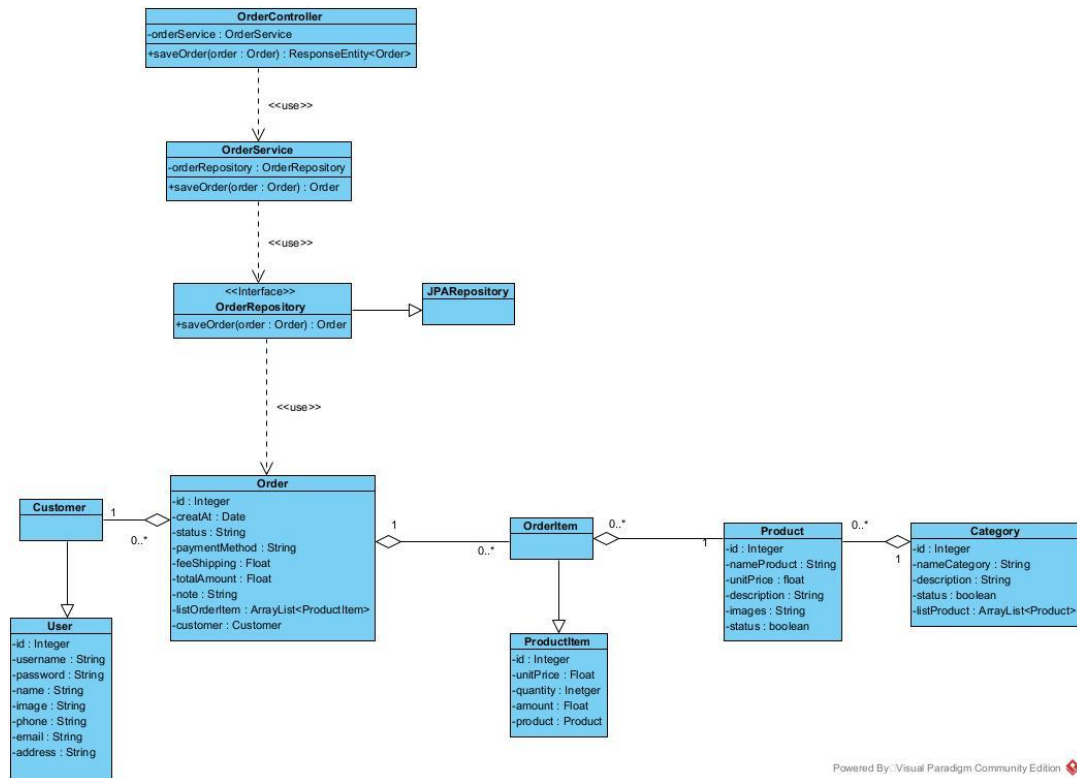 OrderController
-orderService : OrderService
+saveOrder(order : Order) : ResponseEntity<Order>
<<use>>
OrderService
-orderRepository : OrderRepository
+saveOrder(order : Order) : Order
<<use>>
<<Interface>>
OrderRepository
+saveOrder(order : Order) : Order
JPARepository
<<use>>
Customer
1
0..*
Order
-id : Integer
-creatAt : Date
-status : String
-paymentMethod : String
-feeShipping : Float
-totalAmount : Float
-note : String
-listOrderItem : ArrayList<ProductItem>
-customer : Customer
1
0..*
OrderItem
0..*
1
Product
-id : Integer
-nameProduct : String
-unitPrice : float
-description : String
-images : String
-status : boolean
0..*
1
Category
-id : Integer
-nameCategory : String
-description : String
-status : boolean
-listProduct : ArrayList<Product>
User
-id : Integer
-username : String
-password : String
-name : String
-image : String
-phone : String
-email : String
-address : String
ProductItem
-id : Integer
-unitPrice : Float
-quantity : Inetger
-amount : Float
-product : Product
Powered By Visual Paradigm Community Edition